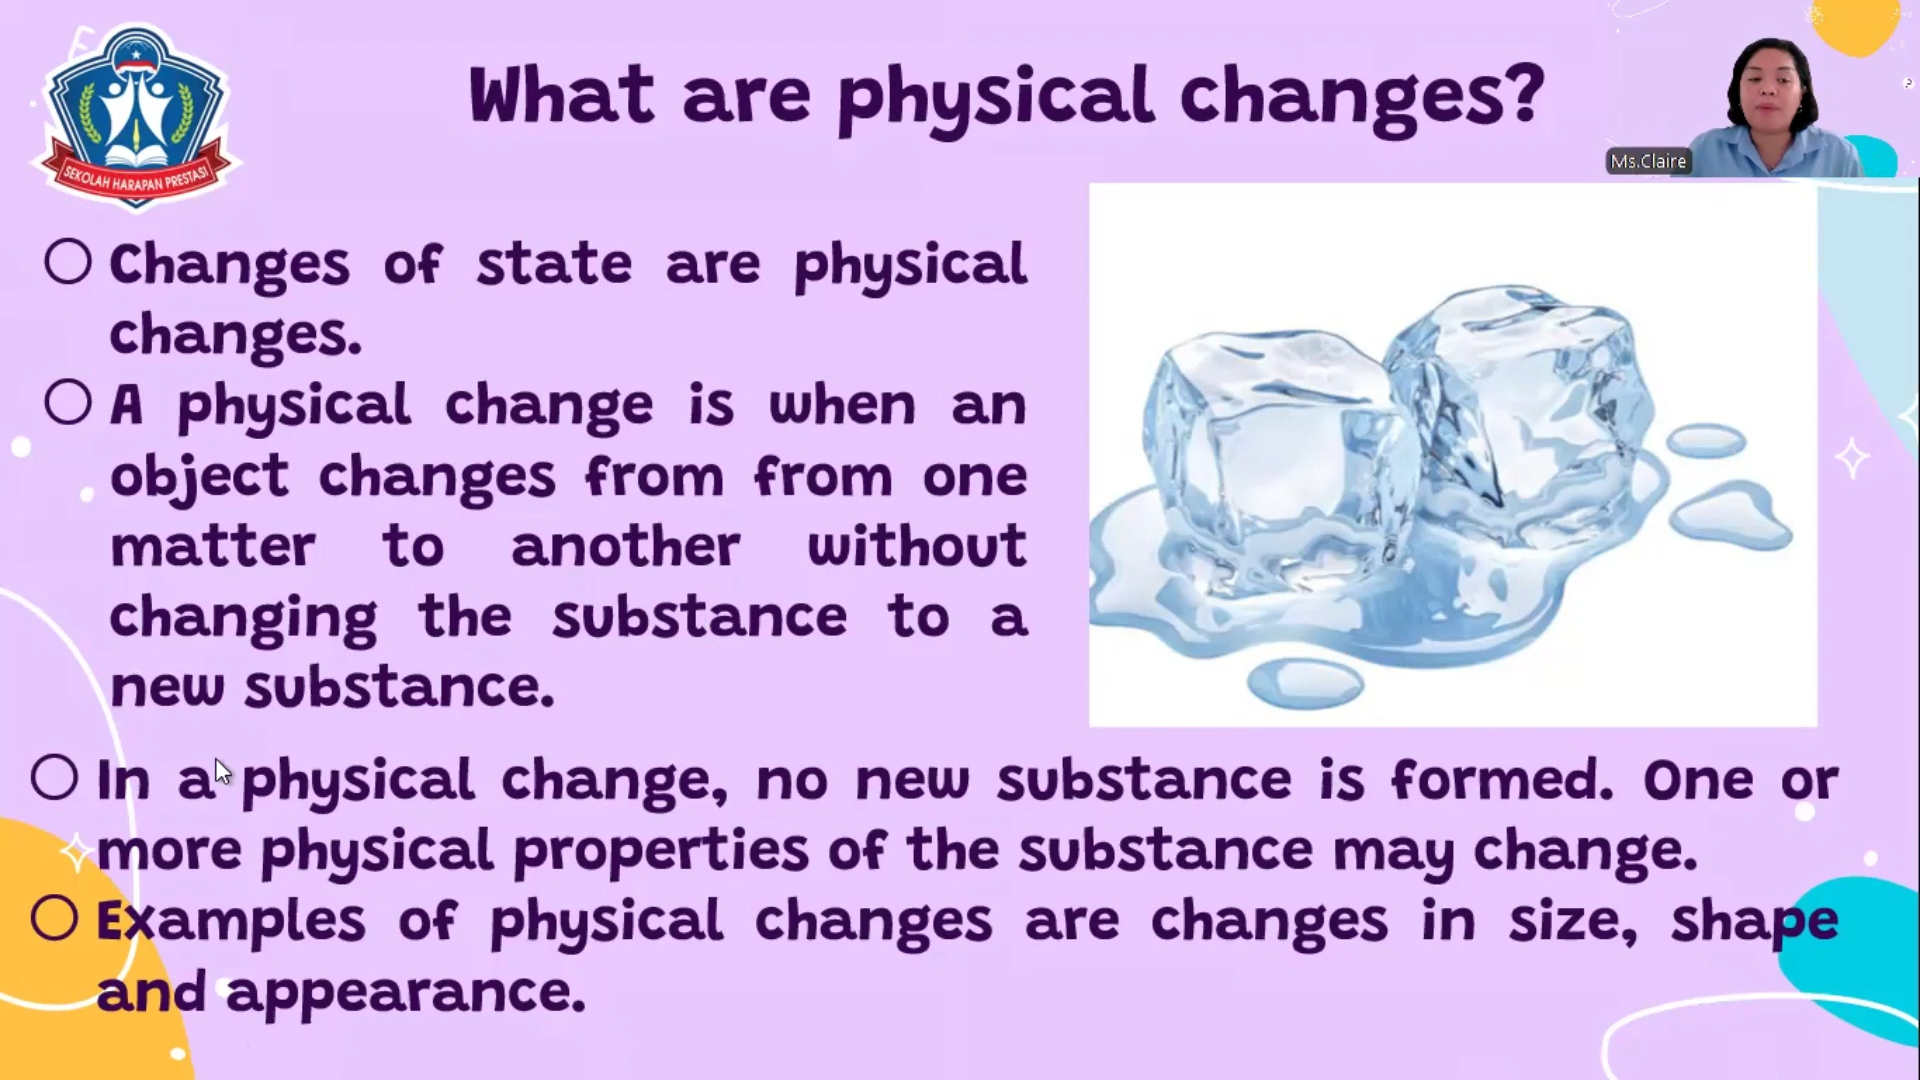 What are physical changes?
SEKOLAH HARAPAN PRESTASI
Ms.Claire
Changes of state are physical
changes.
A physical change is when an
object changes from from one
matter to another without
changing the substance to a
new substance.
In a physical change, no new substance is formed. One or
more physical properties of the substance may change.
Examples of physical changes are changes in size, shape
and appearance.